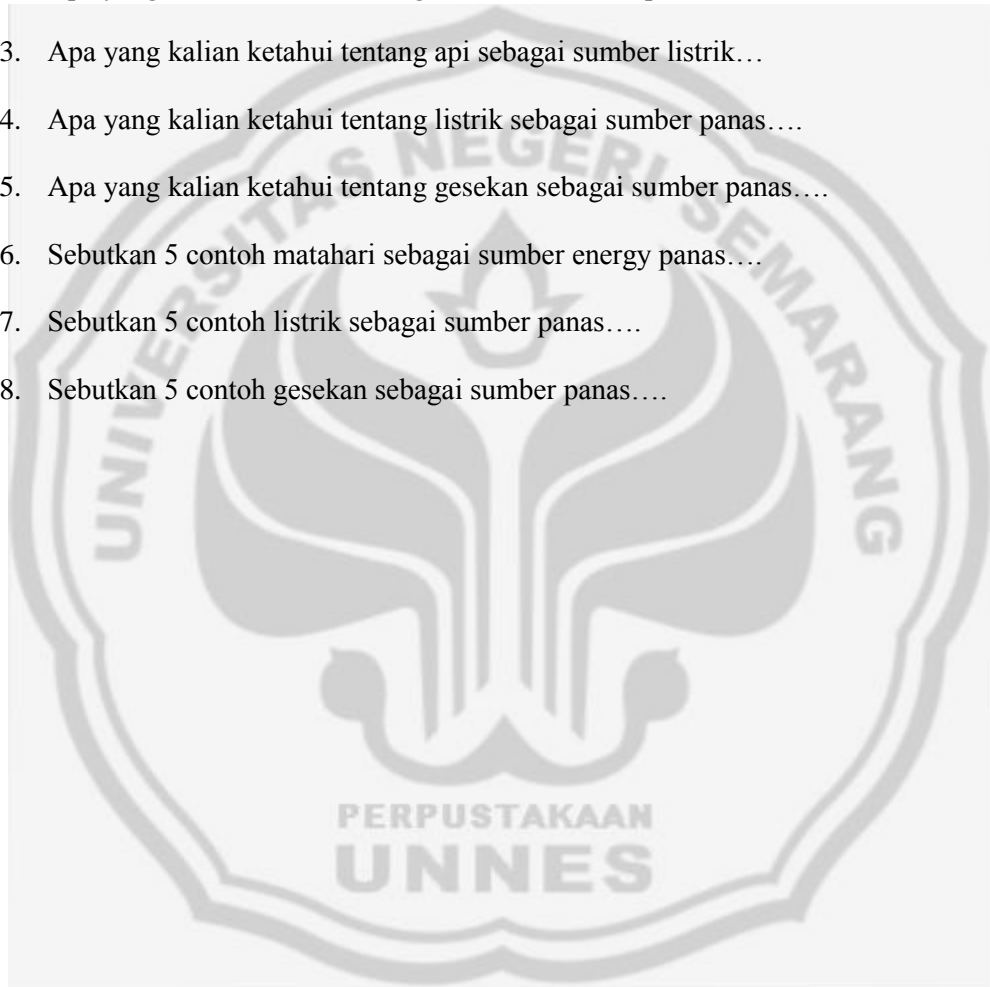 3. Apa yang kalian ketahui tentang api sebagai sumber listrik…
4. Apa yang kalian ketahui tentang listrik sebagai sumber panas….
5. Apa yang kalian ketahui tentang gesekan sebagai sumber panas….
6. Sebutkan 5 contoh matahari sebagai sumber energy panas….
7. Sebutkan 5 contoh listrik sebagai sumber panas….
8. Sebutkan 5 contoh gesekan sebagai sumber panas….
UNIVERSITAS NEGERI SEMARANG
PERPUSTAKAAN
UNNES